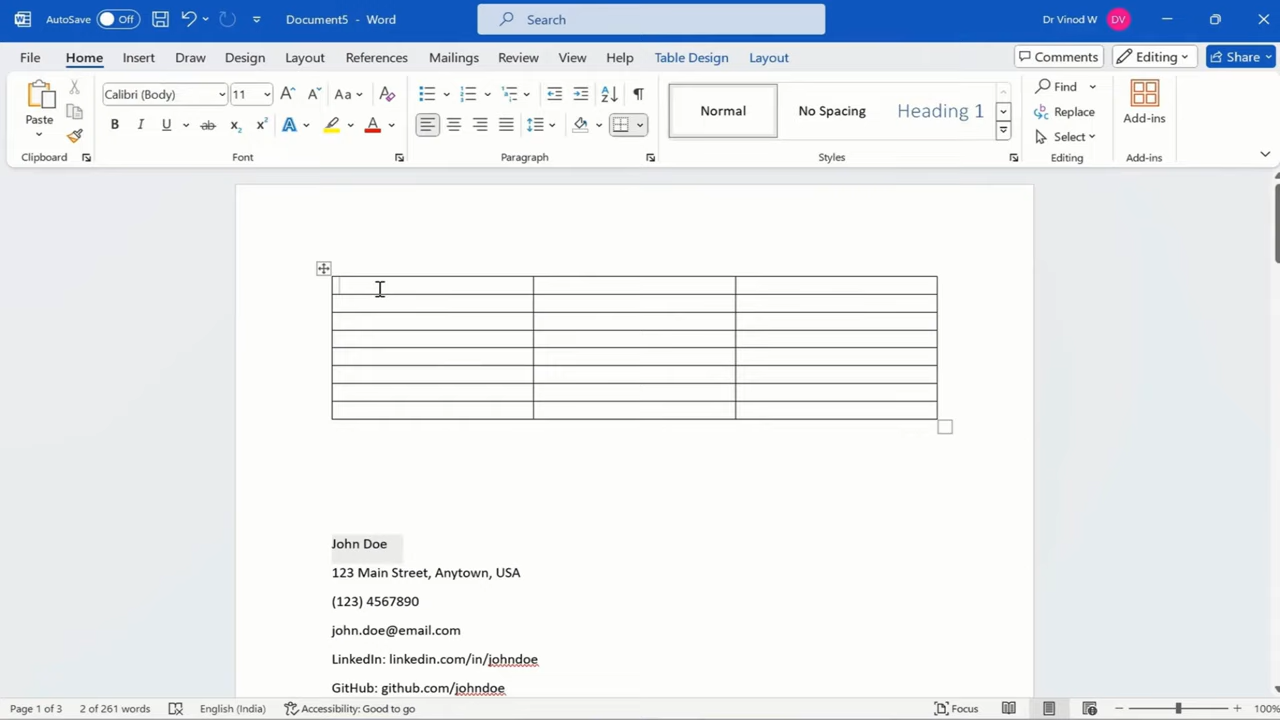 AutoSave Off Document5 - Word Search Dr Vinod W DV
File Home Insert Draw Design Layout References Mailings Review View Help Table Design Layout Comments Editing Share
Paste Calibri (Body) 11 Aa Normal No Spacing Heading 1 Find
Replace
B I U ab x₂ x² A A Select Add-ins
Clipboard Font Paragraph Styles Editing Add-ins
John Doe
123 Main Street, Anytown, USA
(123) 4567890
john.doe@email.com
LinkedIn: linkedin.com/in/johndoe
GitHub: github.com/johndoe
Page 1 of 3 2 of 261 words English (India) Accessibility: Good to go Focus 100%